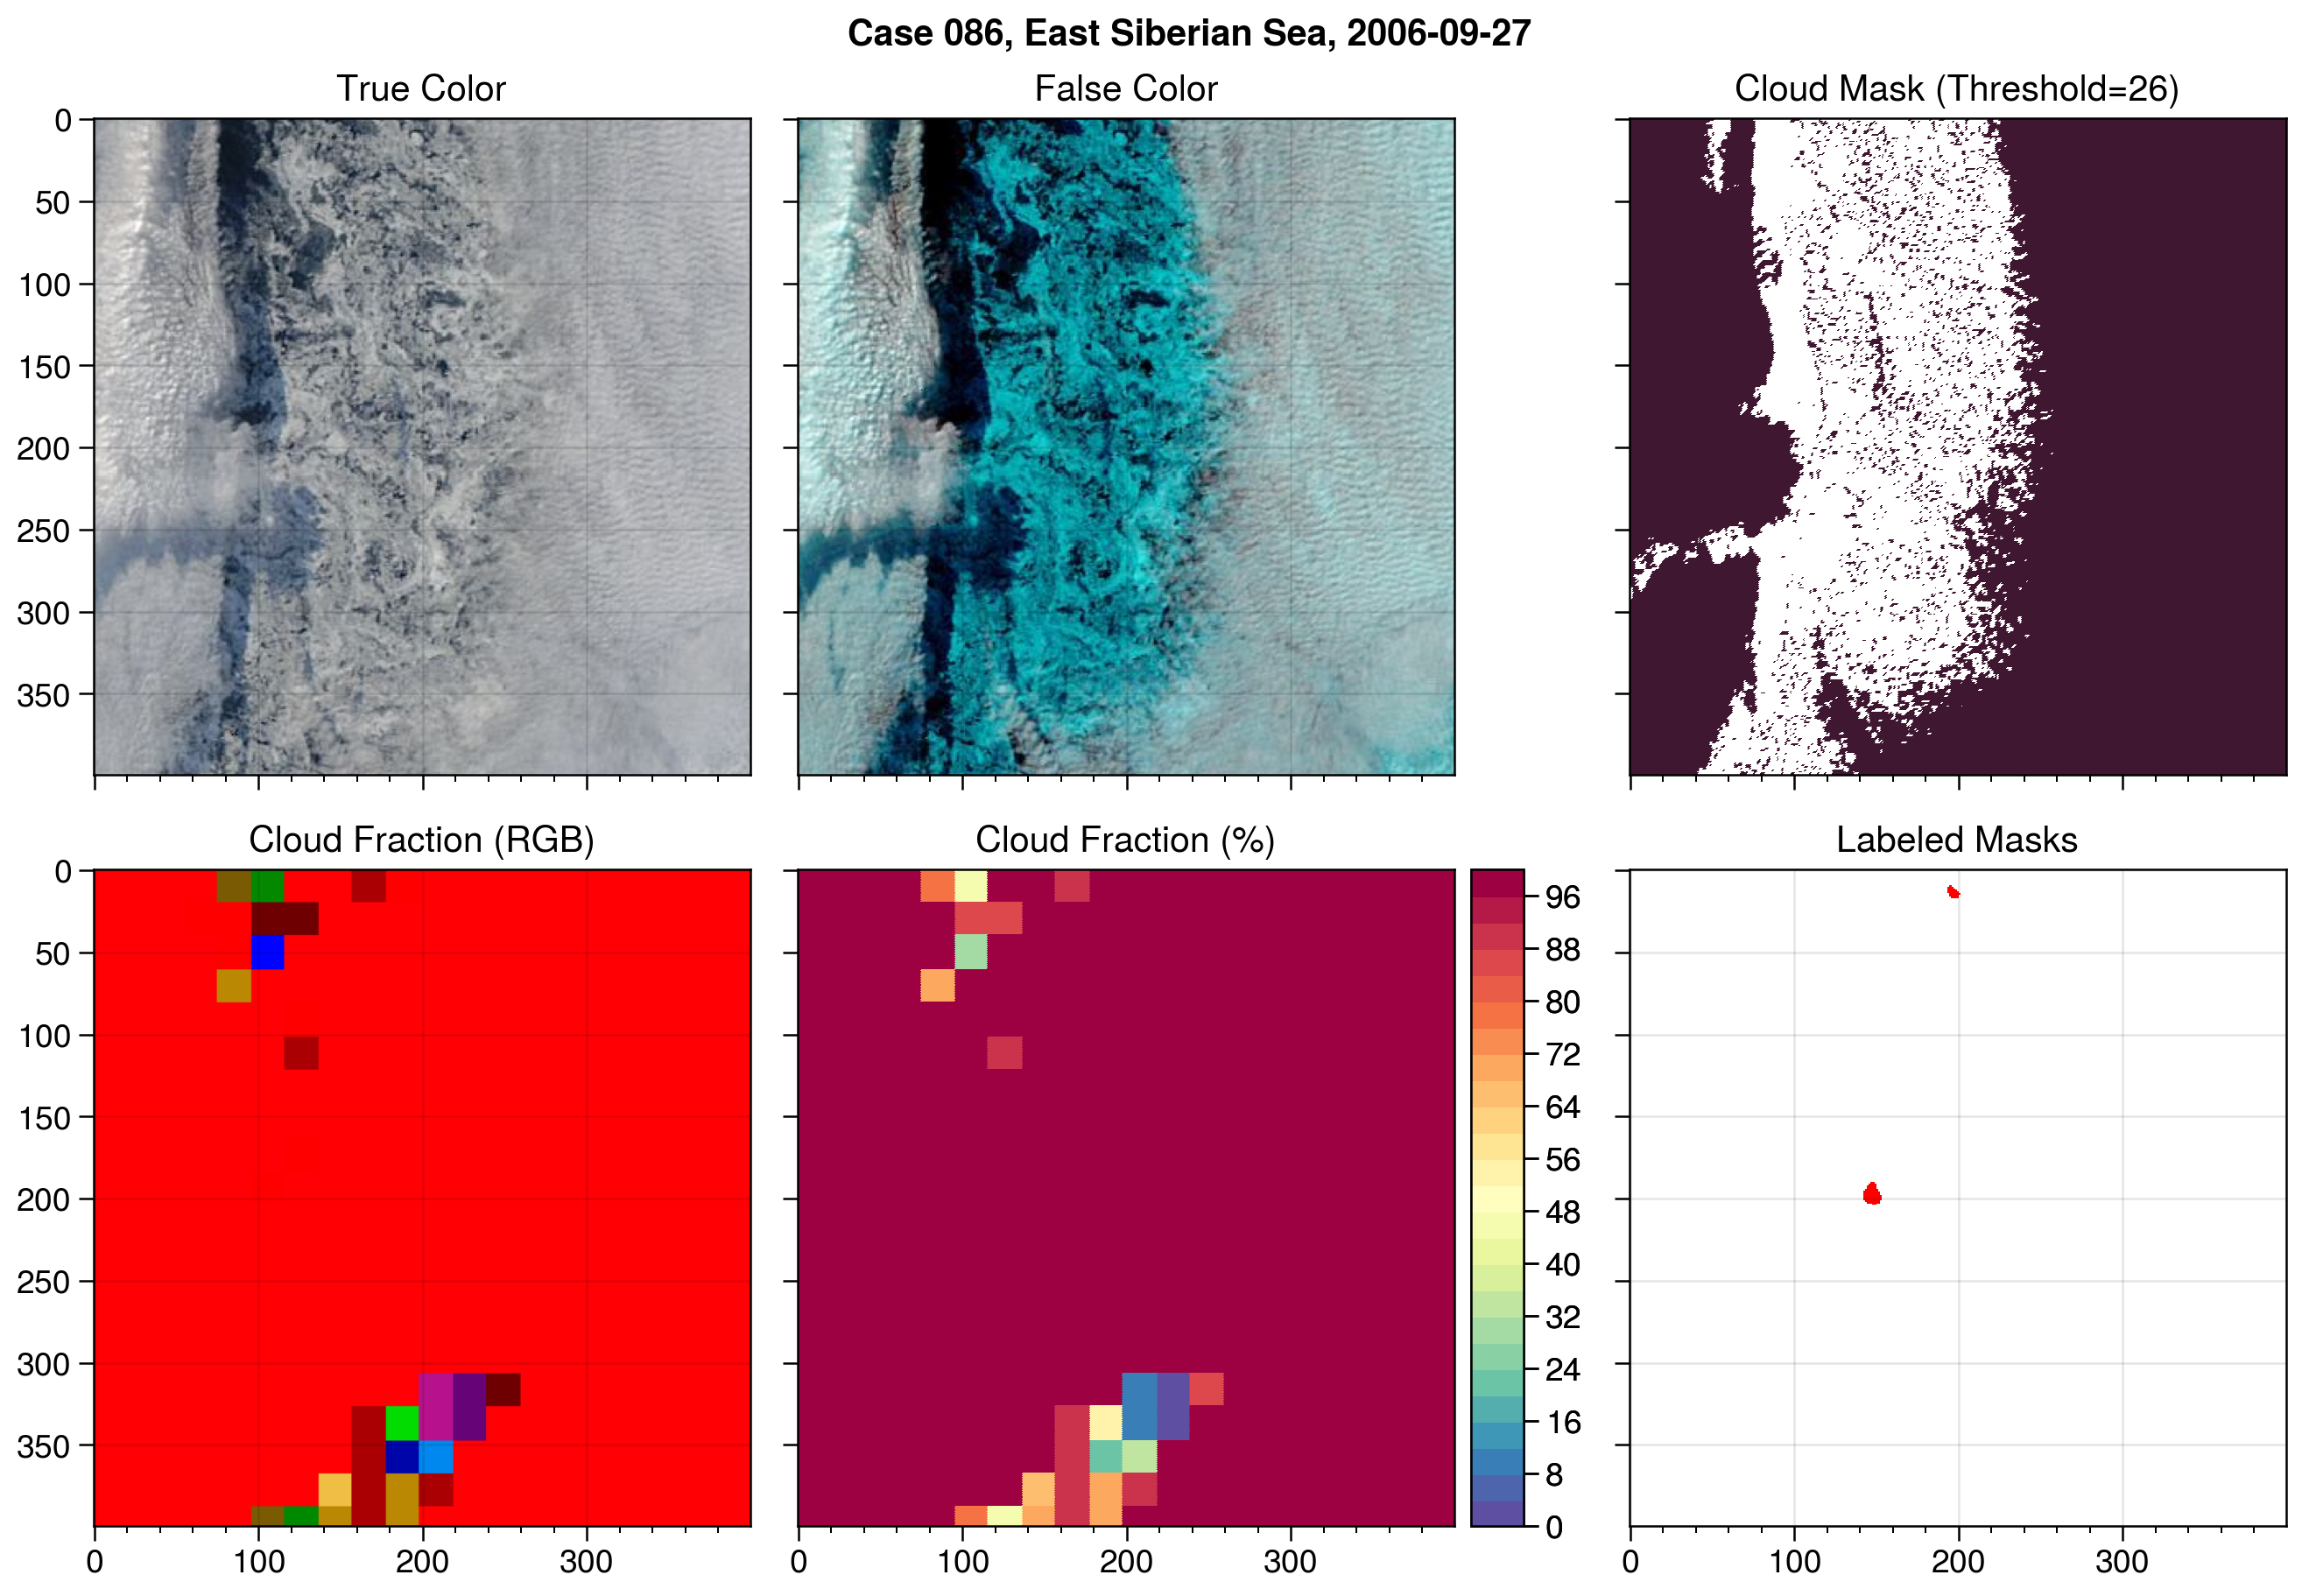 Case 086, East Siberian Sea, 2006-09-27
True Color
False Color
Cloud Mask (Threshold=26)
0
50
100
150
200
250
300
350
Cloud Fraction (RGB)
Cloud Fraction (%)
Labeled Masks
0
50
100
150
200
250
300
350
96
88
80
72
64
56
48
40
32
24
16
8
0
0 100 200 300
0 100 200 300
0 100 200 300